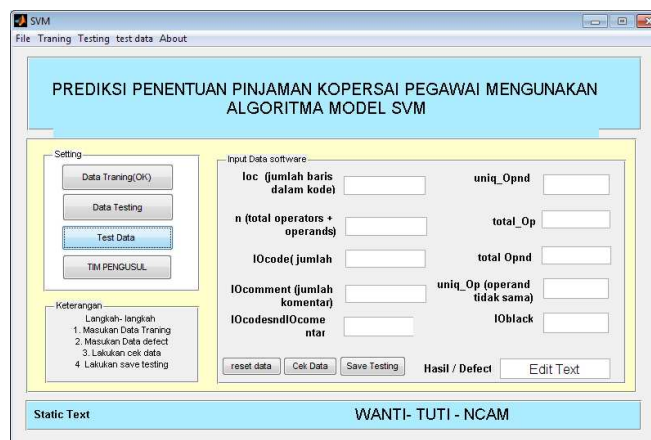 SVM
File Traning Testing test data About
PREDIKSI PENENTUAN PINJAMAN KOPERSAI PEGAWAI MENGUNAKAN
ALGORITMA MODEL SVM
Setting
Data Traning(OK)
Data Testing
Test Data
TIM PENGUSUL
Keterangan
Langkah- langkah
1. Masukan Data Traning
2. Masukan Data defect
3. Lakukan cek data
4 Lakukan save testing
Input Data software
loc (jumlah baris
dalam kode)
n (total operators +
operands)
lOcode( jumlah
lOcomment (jumlah
komentar)
lOcodesndlOcome
ntar
uniq_Opnd
total_Op
total Opnd
uniq_Op (operand
tidak sama)
lOblack
reset data
Cek Data
Save Testing
Hasil / Defect
Edit Text
Static Text
WANTI- TUTI - NCAM